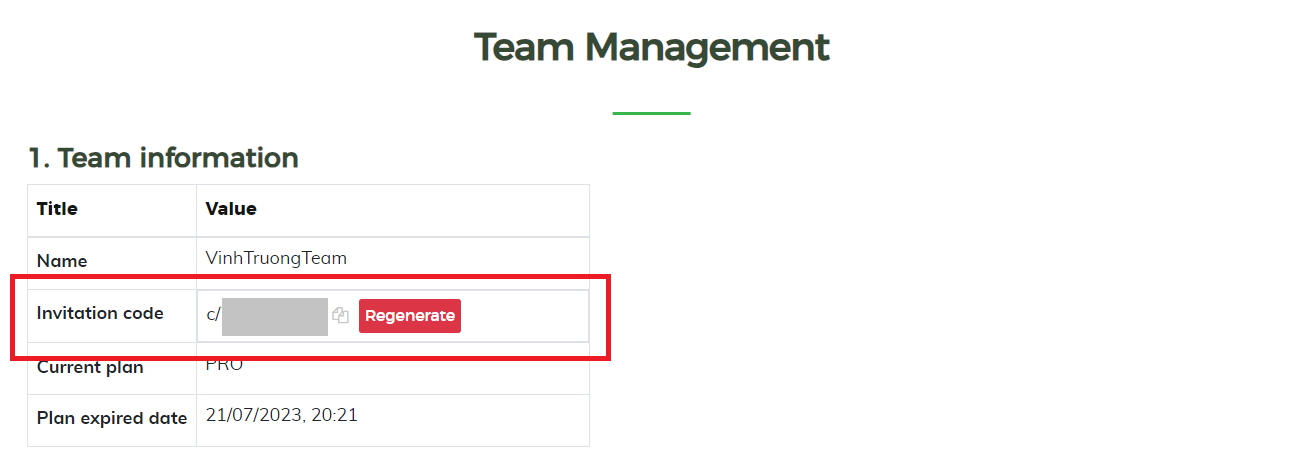 Team Management
1. Team information
Title Value
Name VinhTruongTeam
Invitation code c/ Regenerate
Current plan PRO
Plan expired date 21/07/2023, 20:21